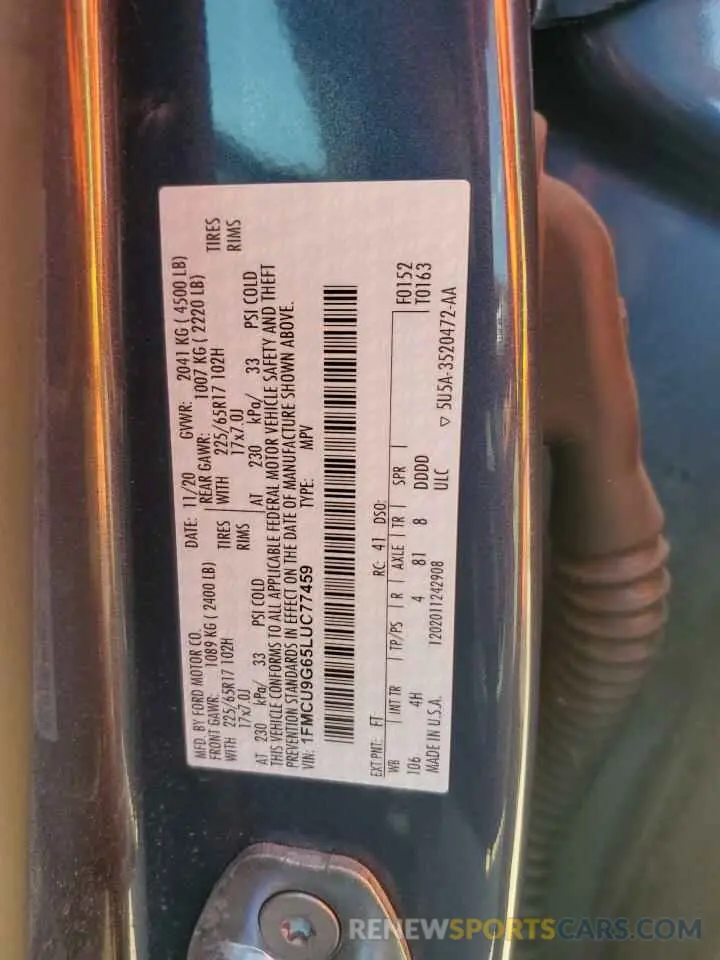 MFD. BY FORD MOTOR CO.
DATE: 11/20 GVWR: 2041 KG ( 4500 LB)
FRONT GAWR: 1089 KG ( 2400 LB) REAR GAWR: 1007 KG ( 2220 LB)
WITH 225/65R17 102H TIRES WITH 225/65R17 102H TIRES
17x7.0J RIMS 17x7.0J RIMS
AT 230 kPa/ 33 PSI COLD AT 230 kPa/ 33 PSI COLD
THIS VEHICLE CONFORMS TO ALL APPLICABLE FEDERAL MOTOR VEHICLE SAFETY AND THEFT
PREVENTION STANDARDS IN EFFECT ON THE DATE OF MANUFACTURE SHOWN ABOVE.
VIN: 1FMCU9G65LUC77459 TYPE: MPV
EXT PNT: FT RC: 41 DSO: F0152
WB INT TR TP/PS R AXLE TR SPR T0163
106 4H 4 81 8 DDDD
MADE IN U.S.A. 1202011242908 ULC ▽ 5U5A-3520472-AA
RENEWSPORTSCARS.COM